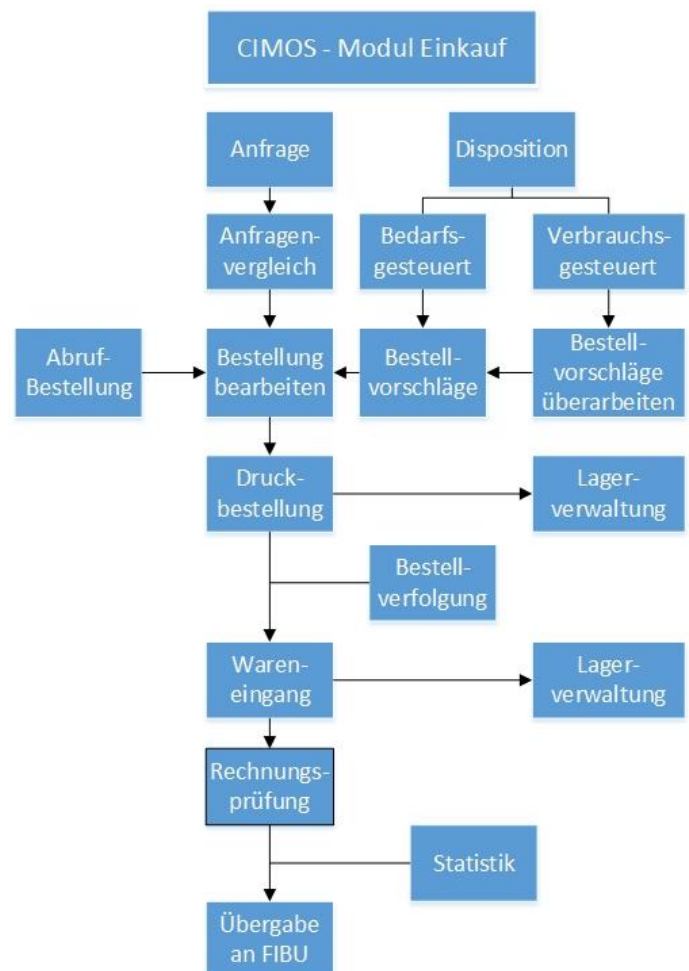 CIMOS - Modul Einkauf
Anfrage
Disposition
Anfragen-
vergleich
Bedarfs-
gesteuert
Verbrauchs-
gesteuert
Abruf-
Bestellung
Bestellung
bearbeiten
Bestell-
vorschläge
Bestell-
vorschläge
überarbeiten
Druck-
bestellung
Lager-
verwaltung
Bestell-
verfolgung
Waren-
eingang
Lager-
verwaltung
Rechnungs-
prüfung
Statistik
Übergabe
an FIBU